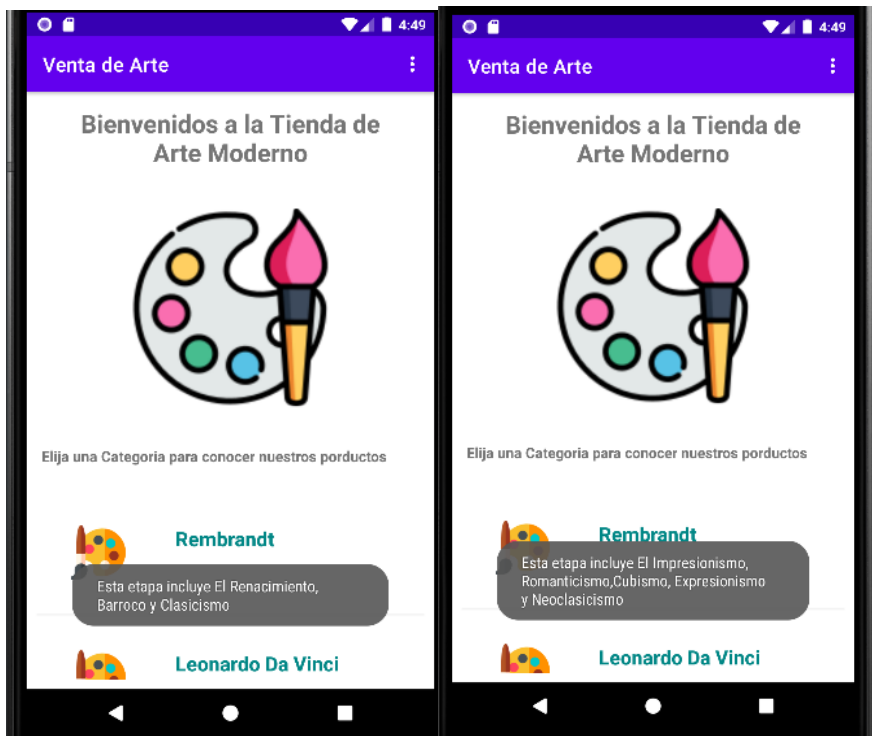 4:49
Venta de Arte
Bienvenidos a la Tienda de
Arte Moderno
Elija una Categoria para conocer nuestros porductos
Rembrandt
Esta etapa incluye El Renacimiento,
Barroco y Clasicismo
Leonardo Da Vinci
4:49
Venta de Arte
Bienvenidos a la Tienda de
Arte Moderno
Elija una Categoria para conocer nuestros porductos
Rembrandt
Esta etapa incluye El Impresionismo,
Romanticismo,Cubismo, Expresionismo
y Neoclasicismo
Leonardo Da Vinci